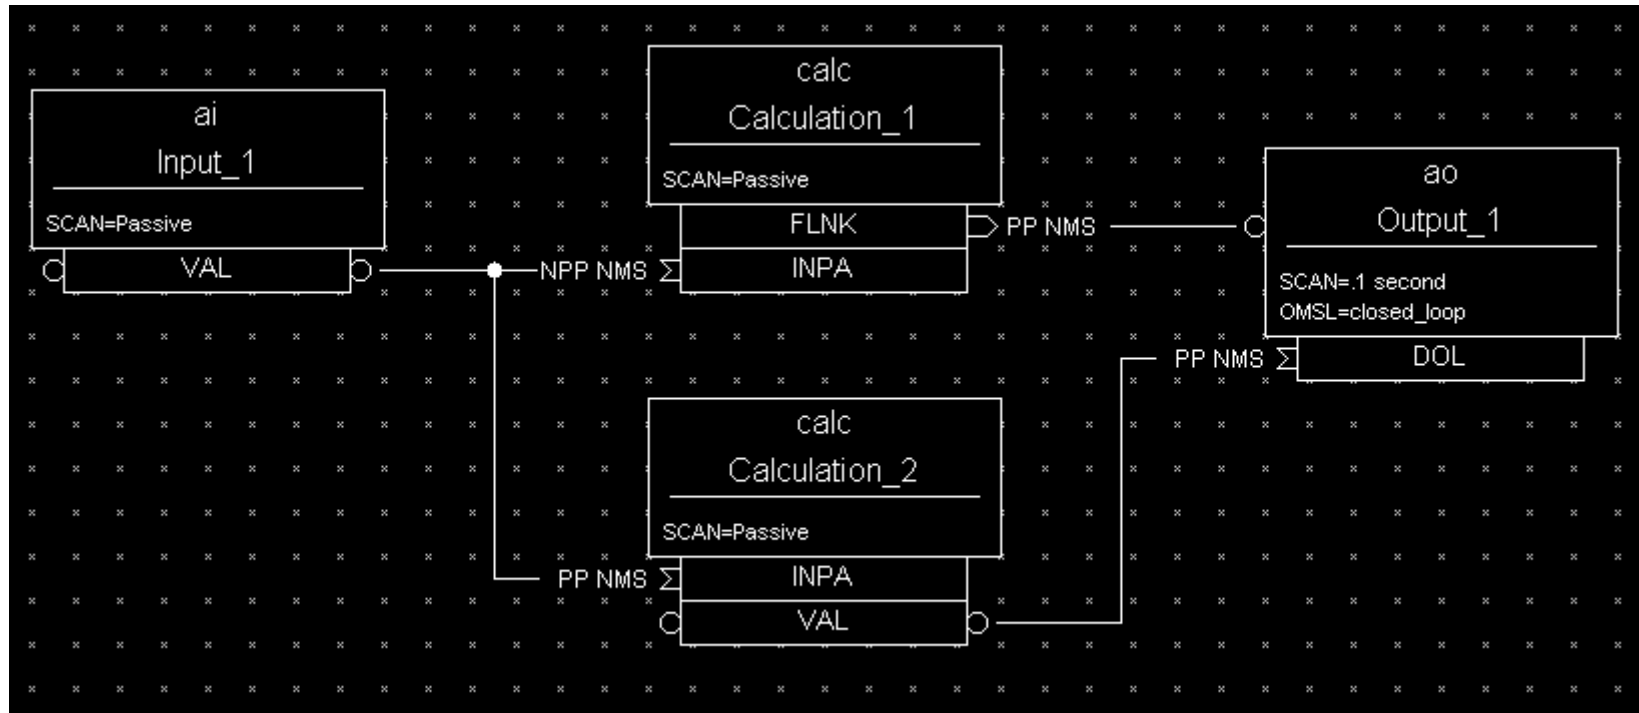 ai
Input_1
SCAN=Passive
VAL
calc
Calculation_1
SCAN=Passive
FLNK
PP NMS
NPP NMS
INPA
ao
Output_1
SCAN=.1 second
OMSL=closed_loop
PP NMS
DOL
calc
Calculation_2
SCAN=Passive
PP NMS
INPA
VAL